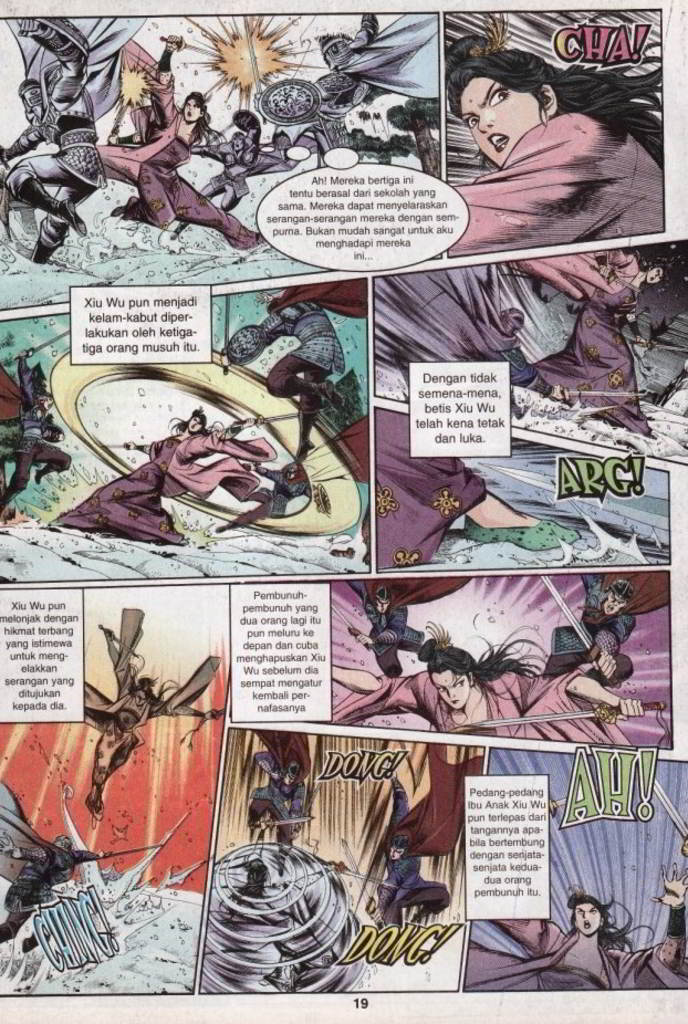 CHA!
Ah! Mereka bertiga ini
tentu berasal dari sekolah yang
sama. Mereka dapat menyelaraskan
serangan-serangan mereka dengan sem-
purna. Bukan mudah sangat untuk aku
menghadapi mereka
ini...
Xiu Wu pun menjadi
kelam-kabut diper-
lakukan oleh ketiga-
tiga orang musuh itu.
Dengan tidak
semena-mena,
betis Xiu Wu
telah kena tetak
dan luka.
ARG!
Xiu Wu pun
melonjak dengan
hikmat terbang
yang istimewa
untuk meng-
elakkan
serangan yang
ditujukan
kepada dia.
CHING!
Pembunuh-
pembunuh yang
dua orang lagi itu
pun meluru ke
depan dan cuba
menghapuskan Xiu
Wu sebelum dia
sempat mengatur
kembali per-
nafasanya
DONG!
DONG!
Pedang-pedang
Ibu Anak Xiu Wu
pun terlepas dari
tangannya apa-
bila bertembung
dengan senjata-
senjata kedua-
dua orang
pembunuh itu.
AH!
19